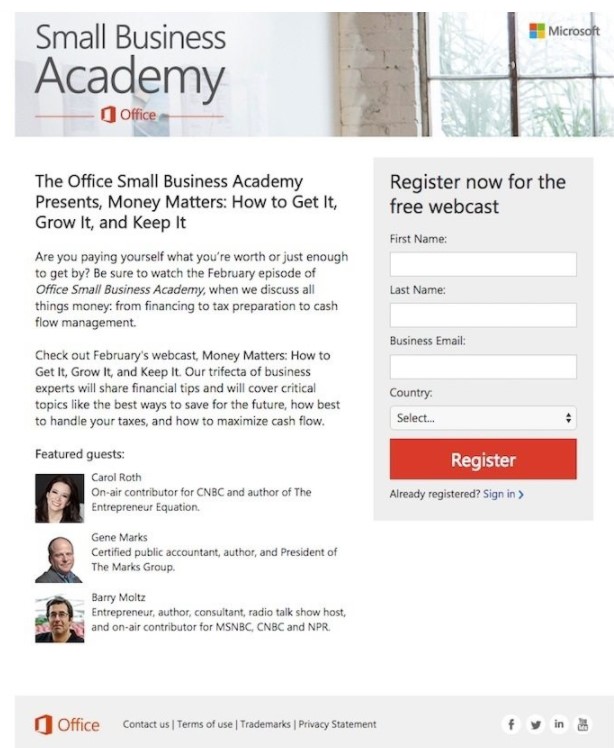 Small Business
Academy
Office
Microsoft
The Office Small Business Academy
Presents, Money Matters: How to Get It,
Grow It, and Keep It
Are you paying yourself what you're worth or just enough
to get by? Be sure to watch the February episode of
Office Small Business Academy, when we discuss all
things money: from financing to tax preparation to cash
flow management.
Check out February's webcast, Money Matters: How to
Get It, Grow It, and Keep It. Our trifecta of business
experts will share financial tips and will cover critical
topics like the best ways to save for the future, how best
to handle your taxes, and how to maximize cash flow.
Featured guests:
Carol Roth
On-air contributor for CNBC and author of The
Entrepreneur Equation.
Gene Marks
Certified public accountant, author, and President of
The Marks Group.
Barry Moltz
Entrepreneur, author, consultant, radio talk show host,
and on-air contributor for MSNBC, CNBC and NPR.
Register now for the
free webcast
First Name:
Last Name:
Business Email:
Country:
Select...
Register
Already registered? Sign in ❯
Office
Contact us | Terms of use | Trademarks | Privacy Statement